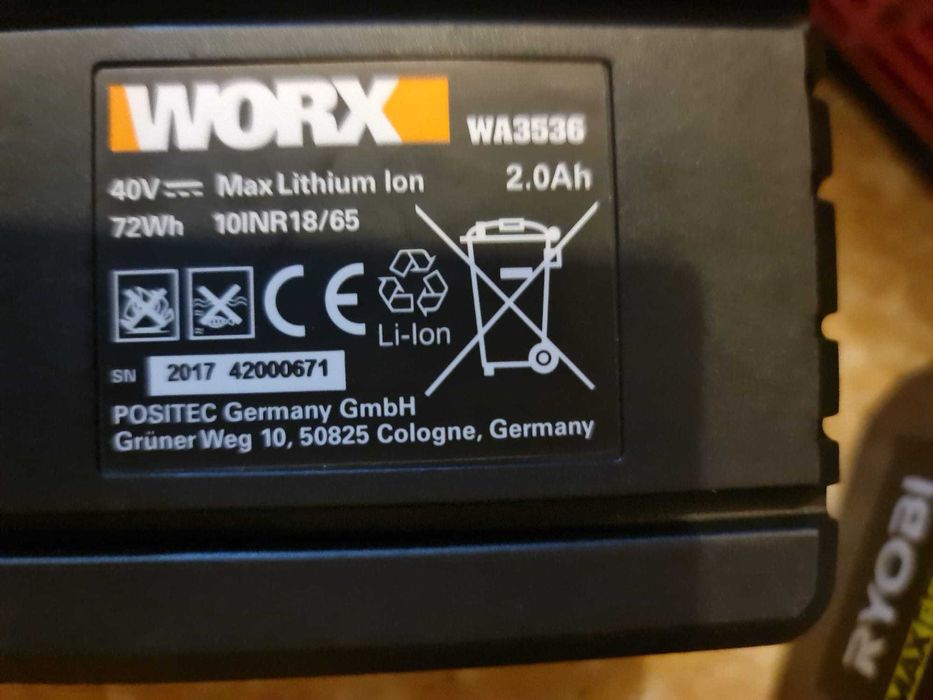 WORX
WA3536
40V Max Lithium Ion 2.0Ah
72Wh 10INR18/65
CE
Li-Ion
SN 2017 42000671
POSITEC Germany GmbH
Grüner Weg 10, 50825 Cologne, Germany
RYOBI